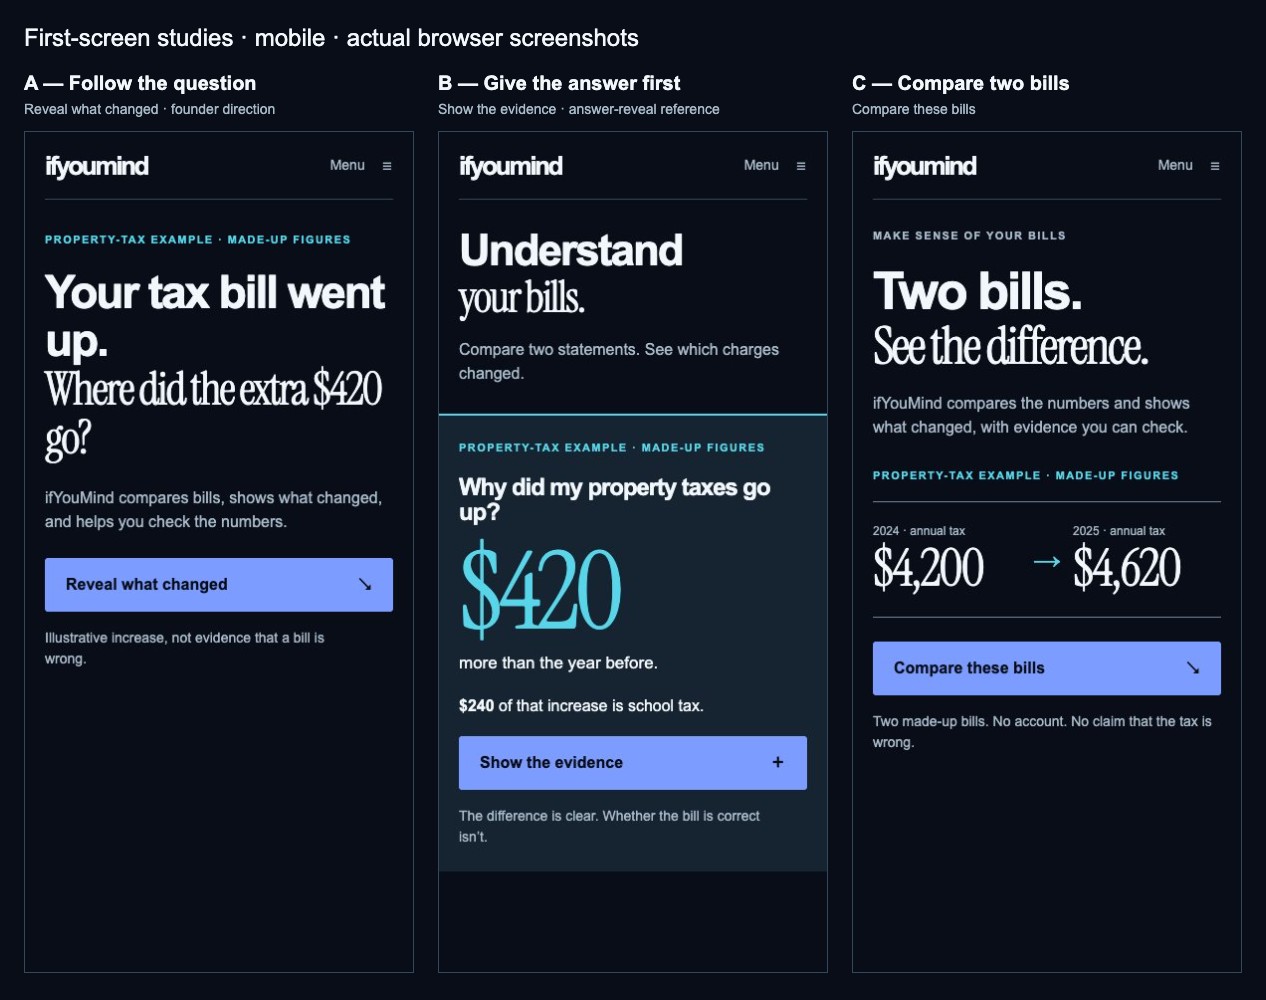 First-screen studies · mobile · actual browser screenshots
A — Follow the question
Reveal what changed · founder direction
ifyoumind
Menu ≡
PROPERTY-TAX EXAMPLE · MADE-UP FIGURES
Your tax bill went
up.
Where did the extra $420
go?
ifYouMind compares bills, shows what changed,
and helps you check the numbers.
Reveal what changed ↘
Illustrative increase, not evidence that a bill is
wrong.
B — Give the answer first
Show the evidence · answer-reveal reference
ifyoumind
Menu ≡
Understand
your bills.
Compare two statements. See which charges
changed.
PROPERTY-TAX EXAMPLE · MADE-UP FIGURES
Why did my property taxes go
up?
$420
more than the year before.
$240 of that increase is school tax.
Show the evidence +
The difference is clear. Whether the bill is correct
isn't.
C — Compare two bills
Compare these bills
ifyoumind
Menu ≡
MAKE SENSE OF YOUR BILLS
Two bills.
See the difference.
ifYouMind compares the numbers and shows
what changed, with evidence you can check.
PROPERTY-TAX EXAMPLE · MADE-UP FIGURES
2024 · annual tax 2025 · annual tax
$4,200 → $4,620
Compare these bills ↘
Two made-up bills. No account. No claim that the tax is
wrong.